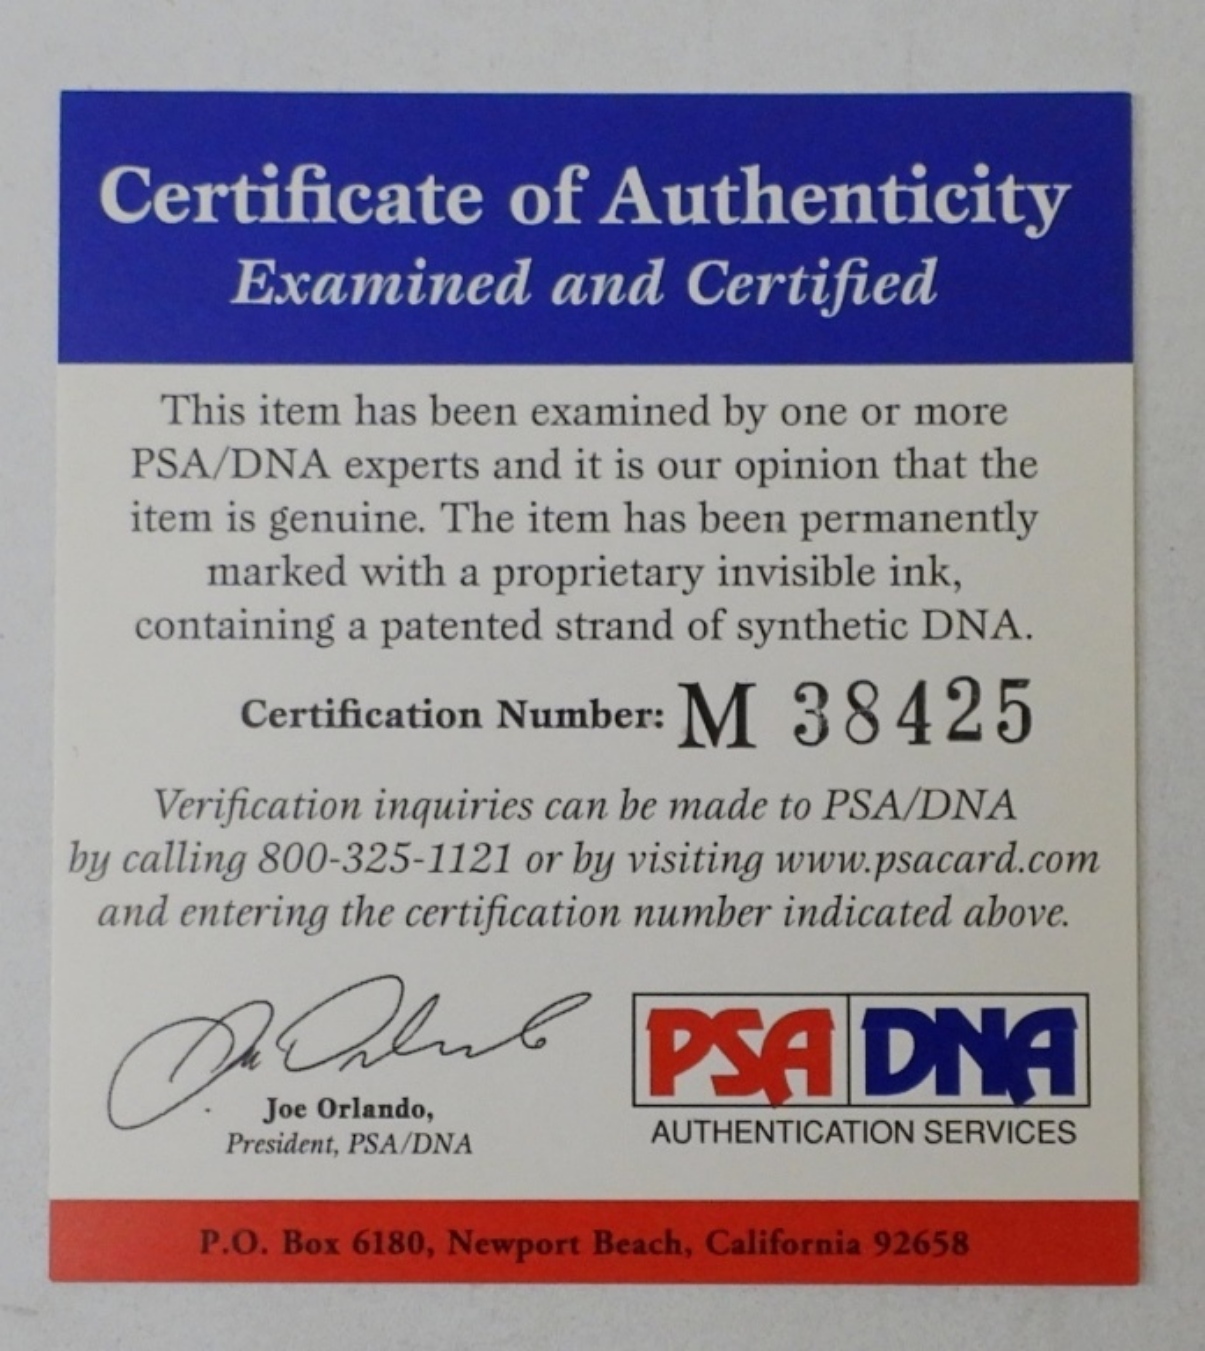 Certificate of Authenticity
Examined and Certified
This item has been examined by one or more
PSA/DNA experts and it is our opinion that the
item is genuine. The item has been permanently
marked with a proprietary invisible ink,
containing a patented strand of synthetic DNA.
Certification Number: M 38425
Verification inquiries can be made to PSA/DNA
by calling 800-325-1121 or by visiting www.psacard.com
and entering the certification number indicated above.
Joe Orlando,
President, PSA/DNA
PSA DNA
AUTHENTICATION SERVICES
P.O. Box 6180, Newport Beach, California 92658